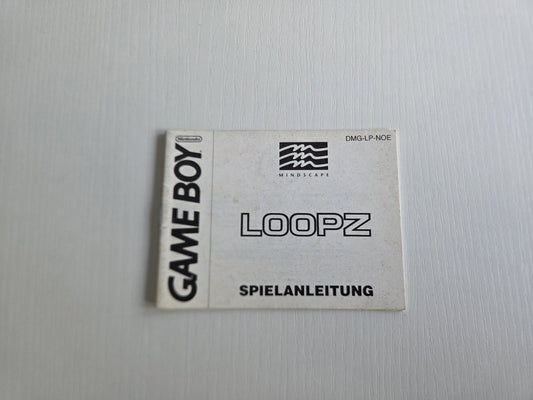 Nintendo
GAME BOY
DMG-LP-NOE
MINDSCAPE
LOOPZ
SPIELANLEITUNG